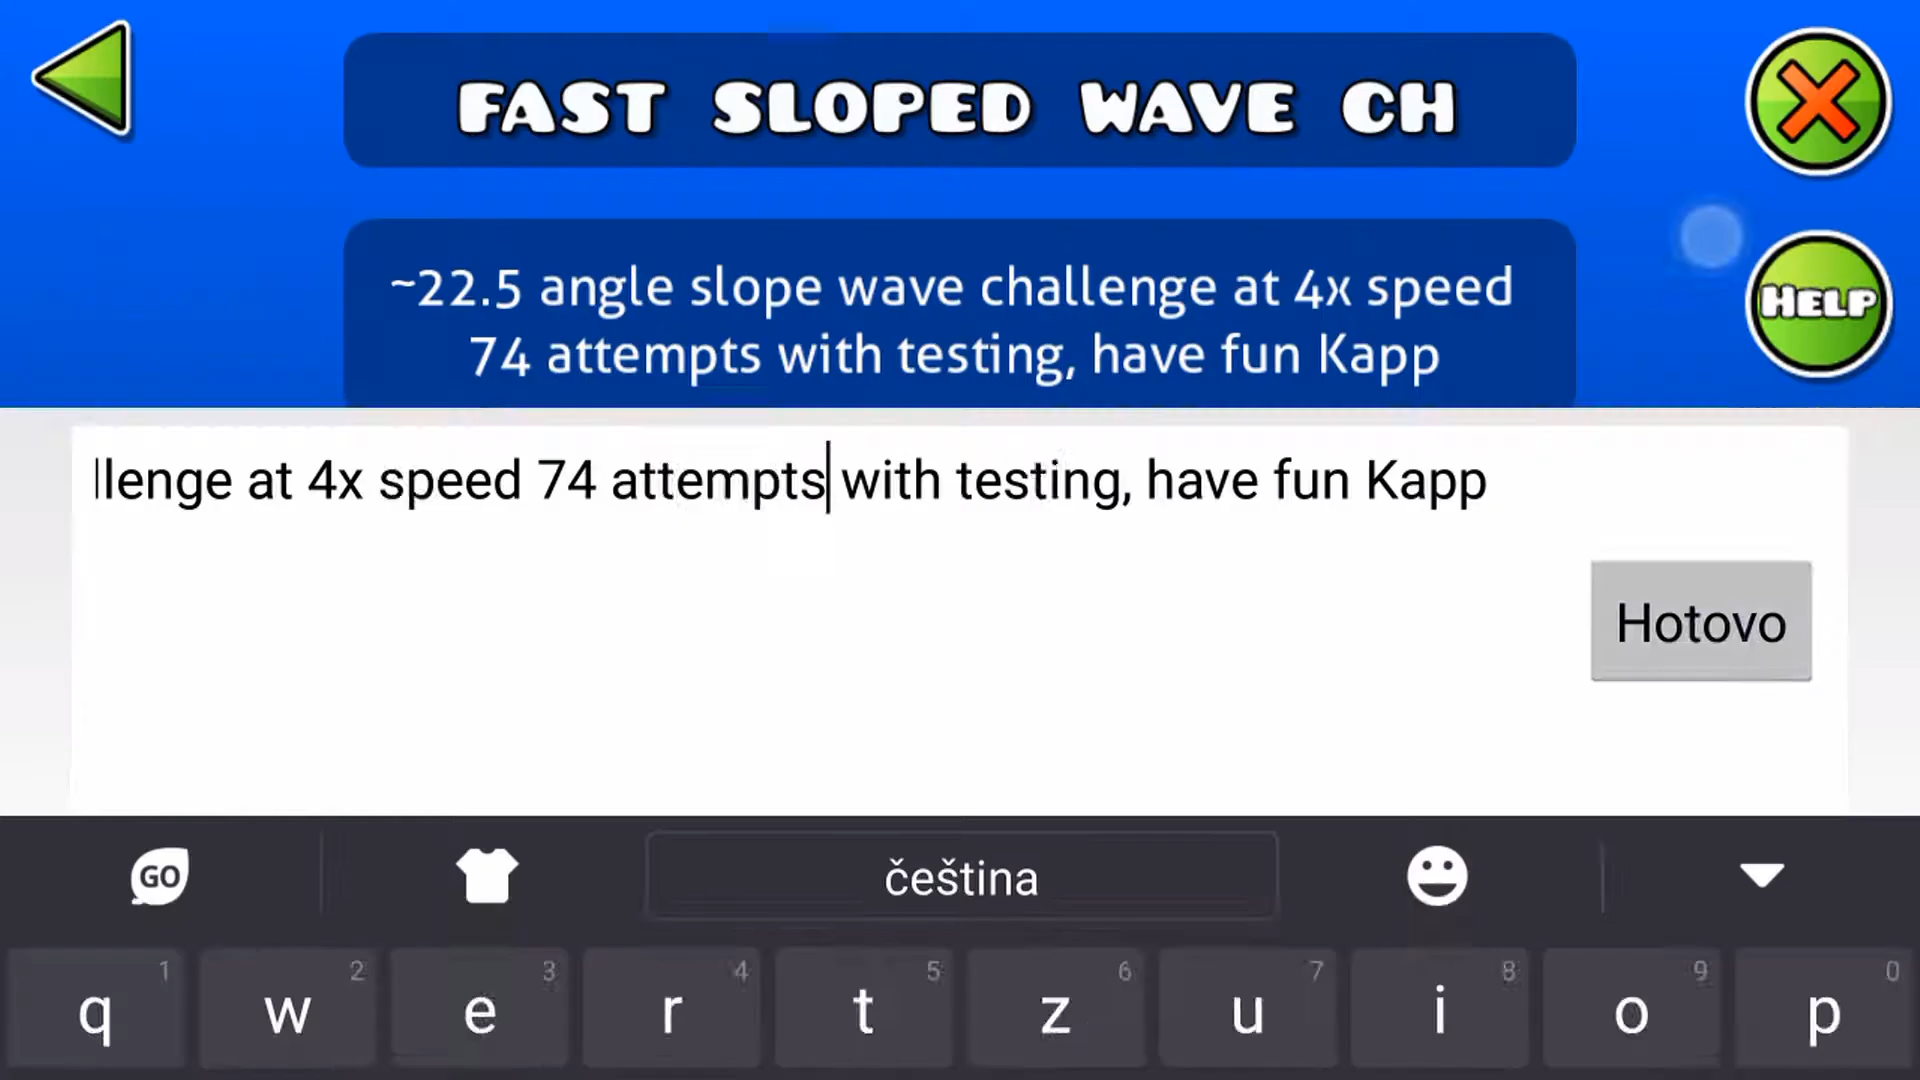 FAST SLOPED WAVE CH
~22.5 angle slope wave challenge at 4x speed
74 attempts with testing, have fun Kapp
HELP
llenge at 4x speed 74 attempts with testing, have fun Kapp
Hotovo
GO
čeština
1 2 3 4 5 6 7 8 9 0
q w e r t z u i o p